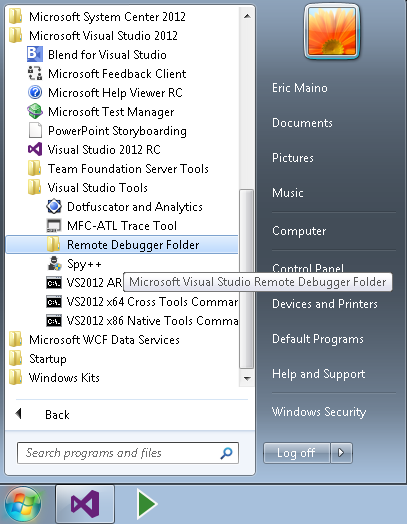 Microsoft System Center 2012
Microsoft Visual Studio 2012
Blend for Visual Studio
Microsoft Feedback Client
Microsoft Help Viewer RC
Microsoft Test Manager
PowerPoint Storyboarding
Visual Studio 2012 RC
Team Foundation Server Tools
Visual Studio Tools
Dotfuscator and Analytics
MFC-ATL Trace Tool
Remote Debugger Folder
Spy++
Microsoft Visual Studio Remote Debugger Folder
VS2012 AR
VS2012 x64 Cross Tools Comma
VS2012 x86 Native Tools Comma
Microsoft WCF Data Services
Startup
Windows Kits
Back
Search programs and files
Eric Maino
Documents
Pictures
Music
Computer
Control Panel
Devices and Printers
Default Programs
Help and Support
Windows Security
Log off